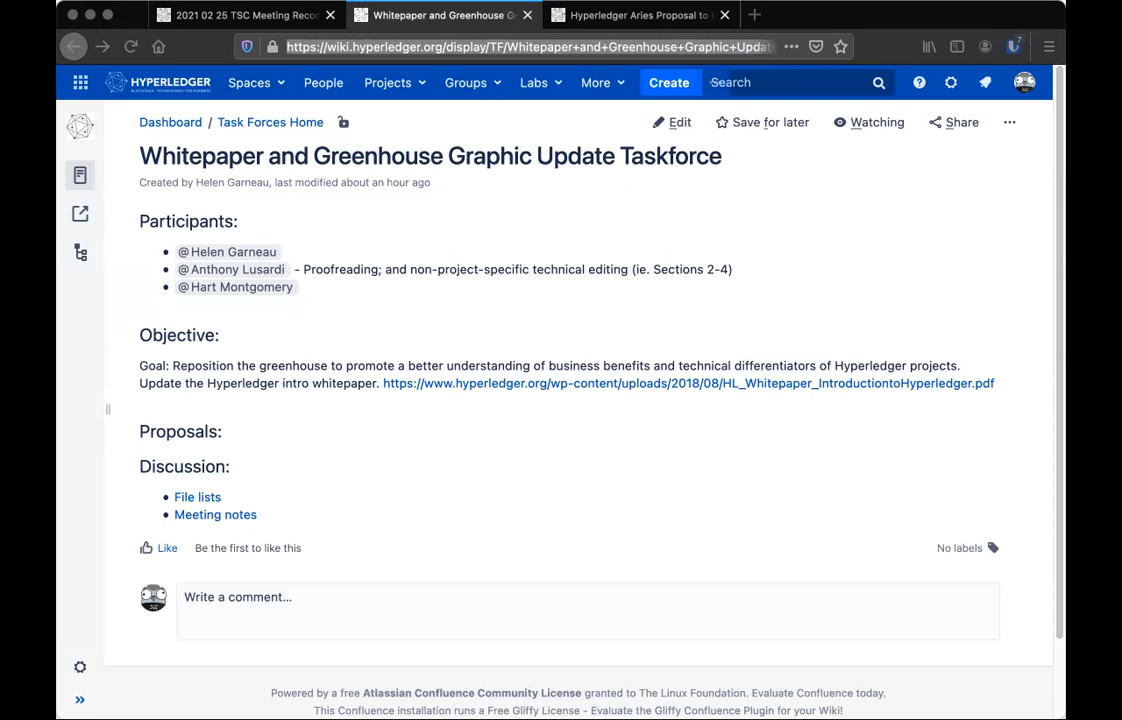 2021 02 25 TSC Meeting Recor
Whitepaper and Greenhouse G
Hyperledger Aries Proposal to
https://wiki.hyperledger.org/display/TF/Whitepaper+and+Greenhouse+Graphic+Updat
7
HYPERLEDGER
BLOCKCHAIN TECHNOLOGIES FOR BUSINESS
Spaces
People
Projects
Groups
Labs
More
Create
Search
Dashboard / Task Forces Home
Edit
Save for later
Watching
Share
Whitepaper and Greenhouse Graphic Update Taskforce
Created by Helen Garneau, last modified about an hour ago
Participants:
• @Helen Garneau
• @Anthony Lusardi - Proofreading; and non-project-specific technical editing (ie. Sections 2-4)
• @Hart Montgomery
Objective:
Goal: Reposition the greenhouse to promote a better understanding of business benefits and technical differentiators of Hyperledger projects.
Update the Hyperledger intro whitepaper. https://www.hyperledger.org/wp-content/uploads/2018/08/HL_Whitepaper_IntroductiontoHyperledger.pdf
Proposals:
Discussion:
• File lists
• Meeting notes
Like
Be the first to like this
No labels
Write a comment...
Powered by a free Atlassian Confluence Community License granted to The Linux Foundation. Evaluate Confluence today.
This Confluence installation runs a Free Gliffy License - Evaluate the Gliffy Confluence Plugin for your Wiki!